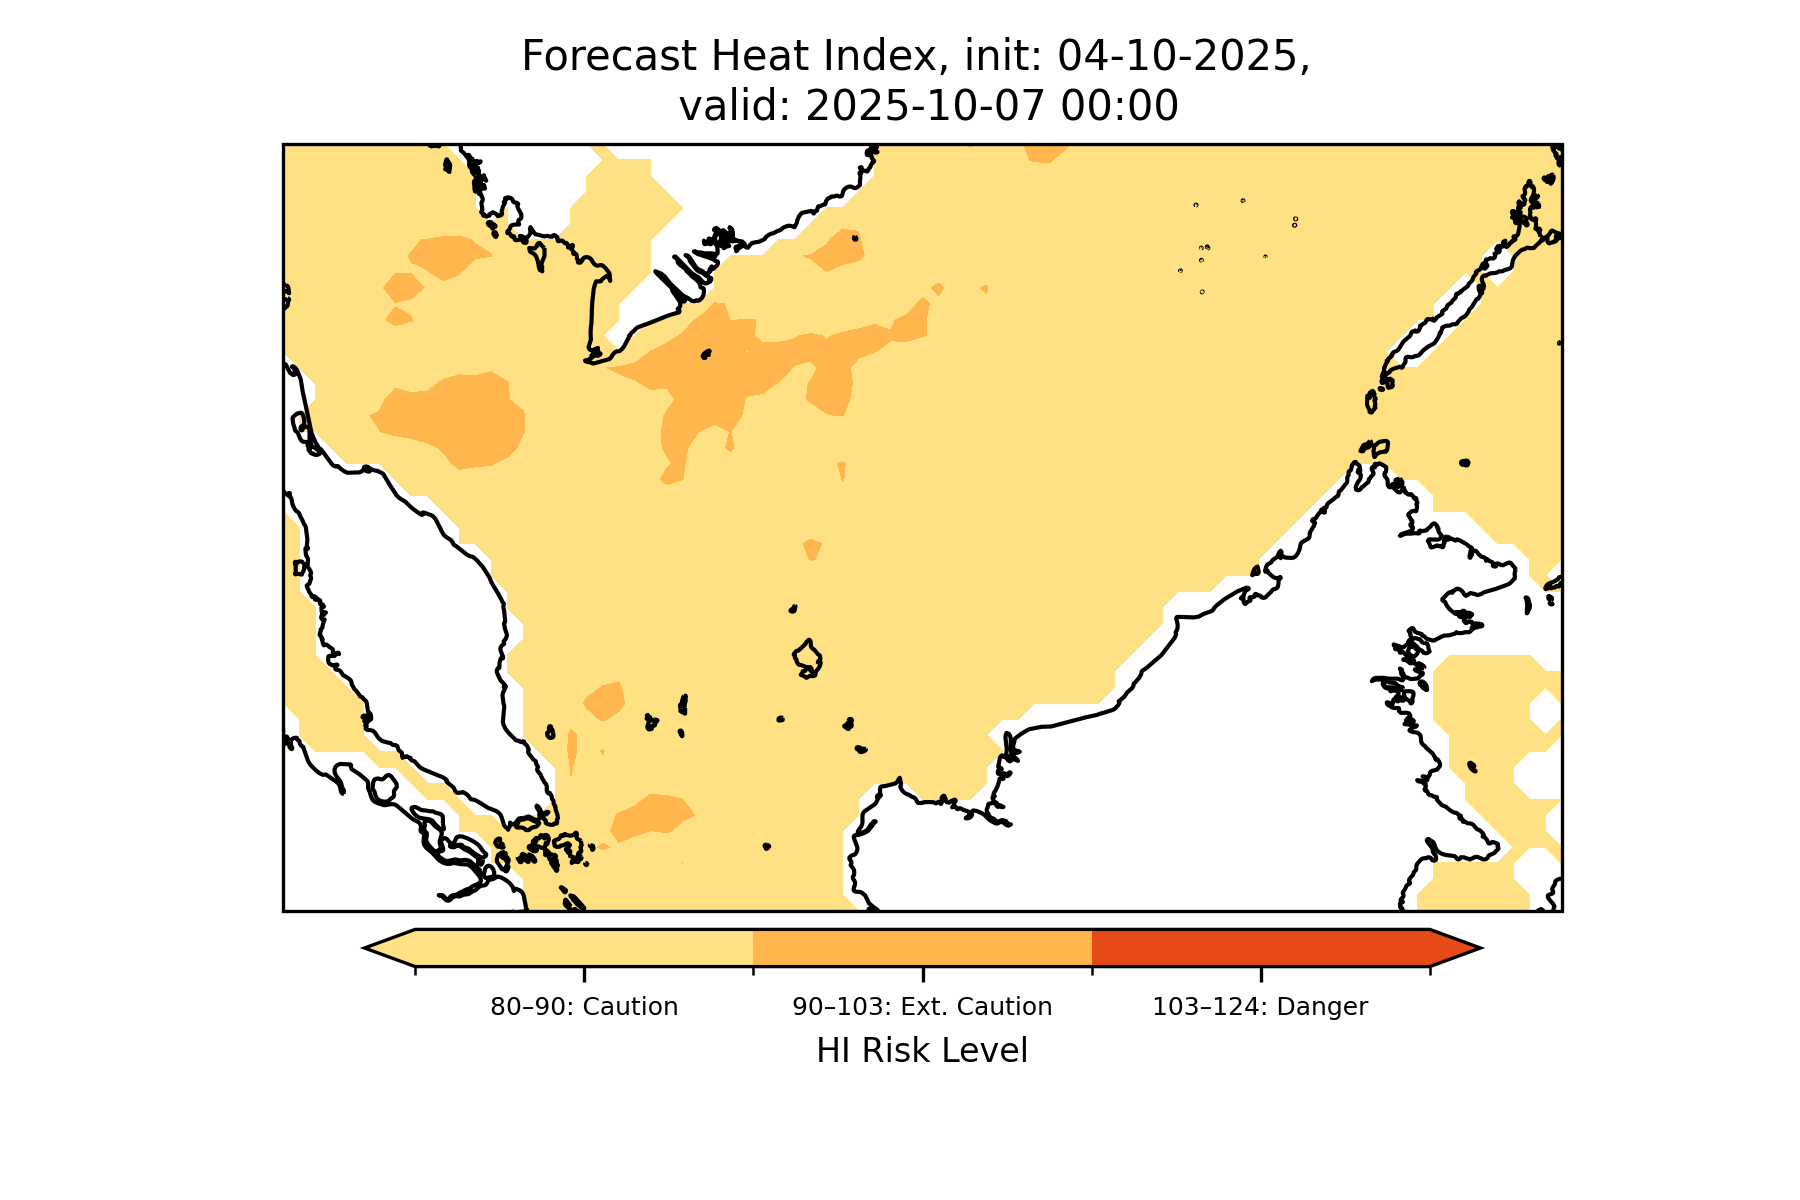 Forecast Heat Index, init: 04-10-2025,
valid: 2025-10-07 00:00
80–90: Caution
90–103: Ext. Caution
103–124: Danger
HI Risk Level